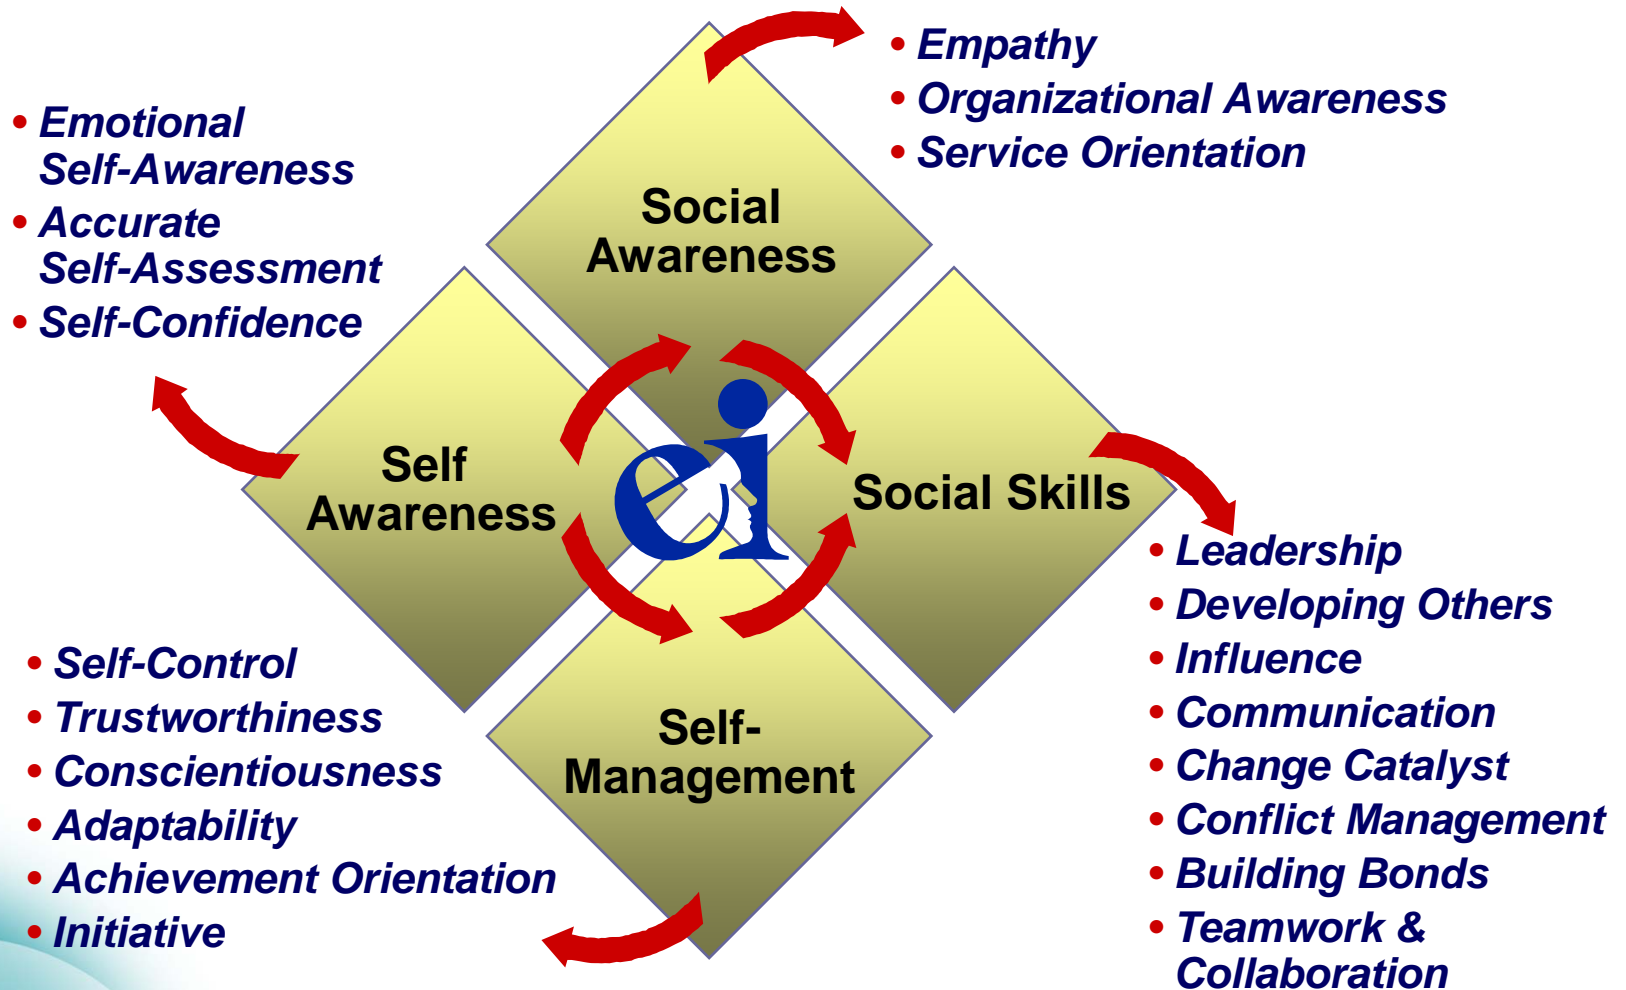 • Empathy
• Organizational Awareness
• Service Orientation
• Emotional
Self-Awareness
• Accurate
Self-Assessment
• Self-Confidence
Social
Awareness
Self
Awareness
ei
Social Skills
Self-
Management
• Self-Control
• Trustworthiness
• Conscientiousness
• Adaptability
• Achievement Orientation
• Initiative
• Leadership
• Developing Others
• Influence
• Communication
• Change Catalyst
• Conflict Management
• Building Bonds
• Teamwork &
Collaboration